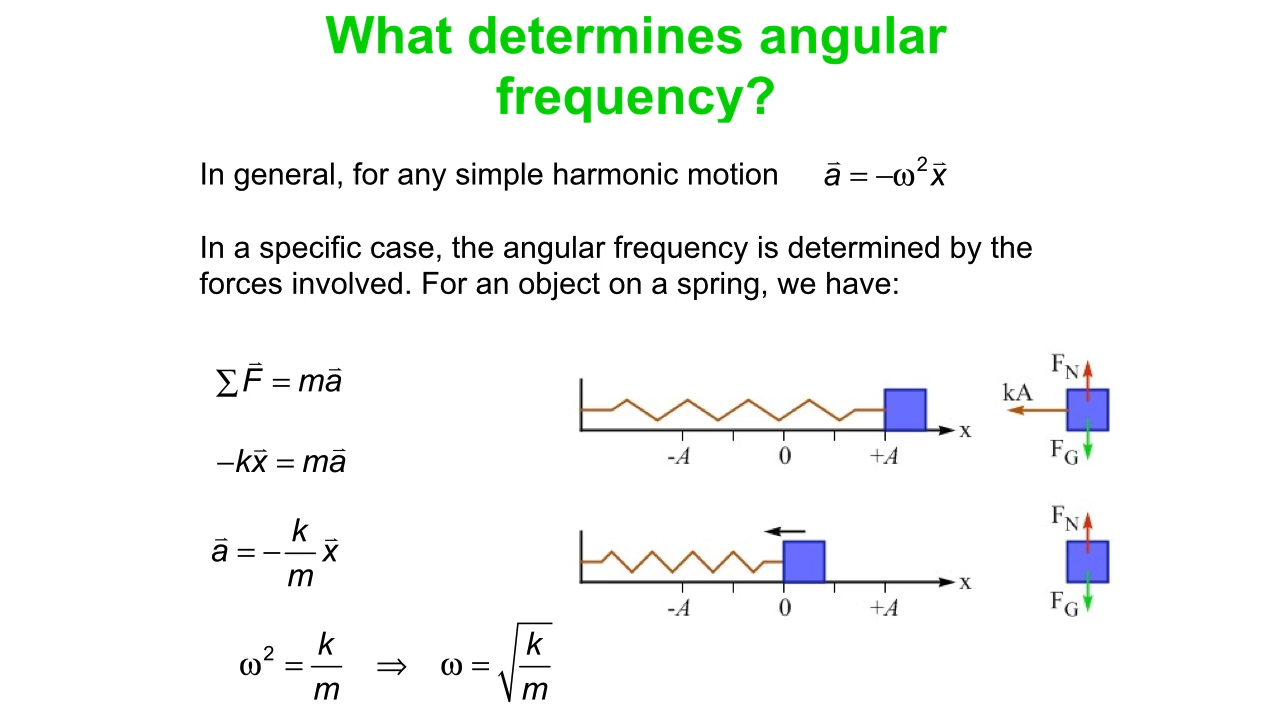 What determines angular
frequency?
In general, for any simple harmonic motion a⃗ = −ω²x⃗
In a specific case, the angular frequency is determined by the
forces involved. For an object on a spring, we have:
∑F⃗ = ma⃗
−kx⃗ = ma⃗
a⃗ = −k/m x⃗
ω² = k/m ⇒ ω = √(k/m)
-A 0 +A x
kA F_N F_G
-A 0 +A x
F_N F_G